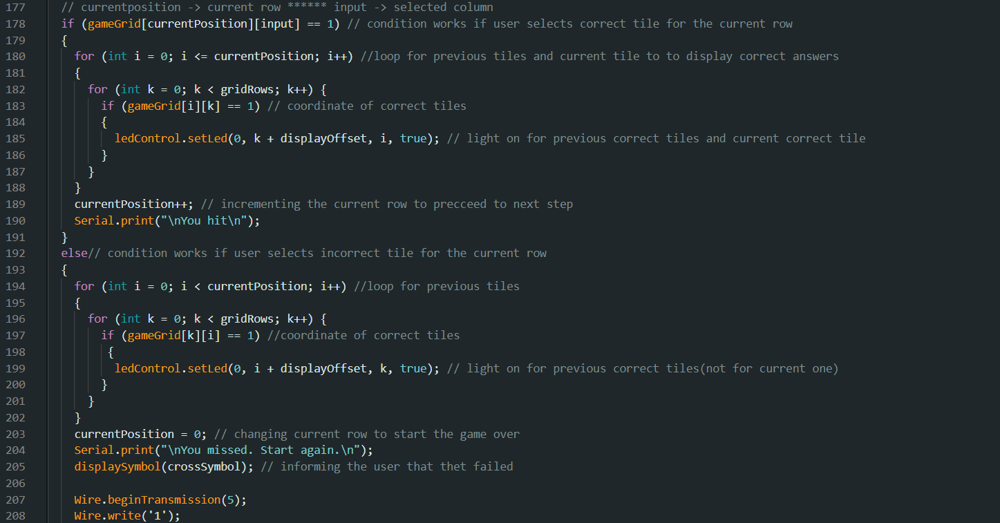 177 // currentposition -> current row ****** input -> selected column
178 if (gameGrid[currentPosition][input] == 1) // condition works if user selects correct tile for the current row
179 {
180 for (int i = 0; i <= currentPosition; i++) //loop for previous tiles and current tile to to display correct answers
181 {
182 for (int k = 0; k < gridRows; k++) {
183 if (gameGrid[i][k] == 1) // coordinate of correct tiles
184 {
185 ledControl.setLed(0, k + displayOffset, i, true); // light on for previous correct tiles and current correct tile
186 }
187 }
188 }
189 currentPosition++; // incrementing the current row to precceed to next step
190 Serial.print("\nYou hit\n");
191 }
192 else// condition works if user selects incorrect tile for the current row
193 {
194 for (int i = 0; i < currentPosition; i++) //loop for previous tiles
195 {
196 for (int k = 0; k < gridRows; k++) {
197 if (gameGrid[k][i] == 1) //coordinate of correct tiles
198 {
199 ledControl.setLed(0, i + displayOffset, k, true); // light on for previous correct tiles(not for current one)
200 }
201 }
202 }
203 currentPosition = 0; // changing current row to start the game over
204 Serial.print("\nYou missed. Start again.\n");
205 displaySymbol(crossSymbol); // informing the user that thet failed
206
207 Wire.beginTransmission(5);
208 Wire.write('1');